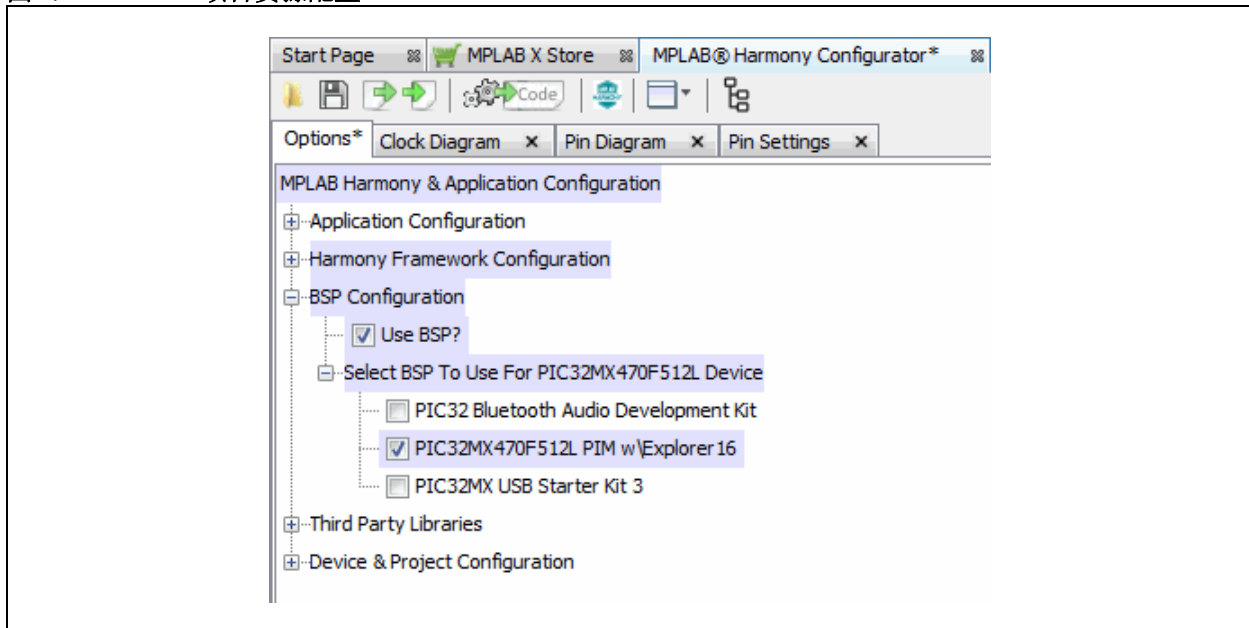 Start Page MPLAB X Store MPLAB® Harmony Configurator*
Code
Options* Clock Diagram Pin Diagram Pin Settings
MPLAB Harmony & Application Configuration
Application Configuration
Harmony Framework Configuration
BSP Configuration
Use BSP?
Select BSP To Use For PIC32MX470F512L Device
PIC32 Bluetooth Audio Development Kit
PIC32MX470F512L PIM w\Explorer16
PIC32MX USB Starter Kit 3
Third Party Libraries
Device & Project Configuration